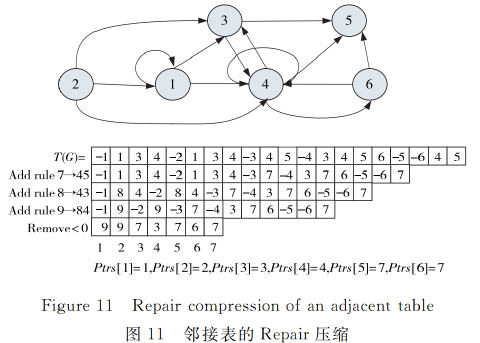 3 5
2 1 4 6
T(G)= −1 1 3 4 −2 1 3 4 −3 4 5 −4 3 4 5 6 −5 −6 4 5
Add rule 7→45 −1 1 3 4 −2 1 3 4 −3 7 −4 3 7 6 −5 −6 7
Add rule 8→43 −1 8 4 −2 8 4 −3 7 −4 3 7 6 −5 −6 7
Add rule 9→84 −1 9 −2 9 −3 7 −4 3 7 6 −5 −6 7
Remove<0 9 9 7 3 7 6 7
1 2 3 4 5 6 7
Ptrs[1]=1,Ptrs[2]=2,Ptrs[3]=3,Ptrs[4]=4,Ptrs[5]=7,Ptrs[6]=7
Figure 11 Repair compression of an adjacent table
图 11 邻接表的 Repair 压缩